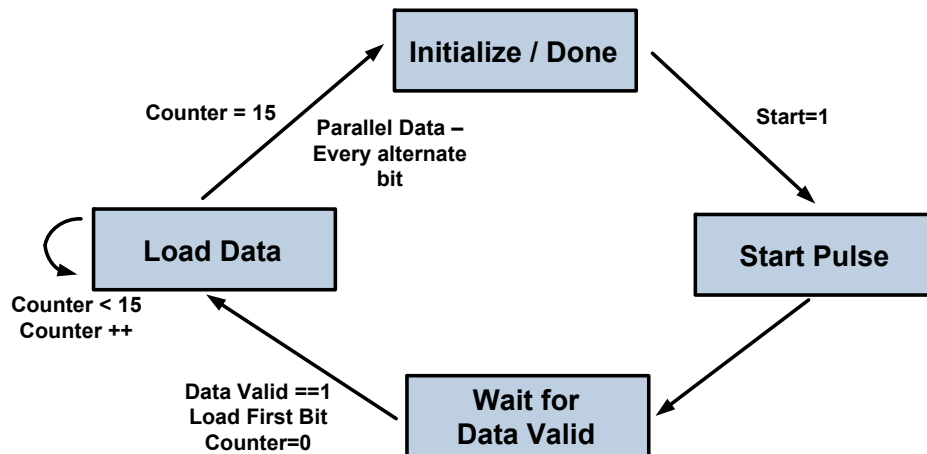 Initialize / Done
Counter = 15
Start=1
Parallel Data –
Every alternate
bit
Load Data
Start Pulse
Counter < 15
Counter ++
Data Valid ==1
Load First Bit
Counter=0
Wait for
Data Valid